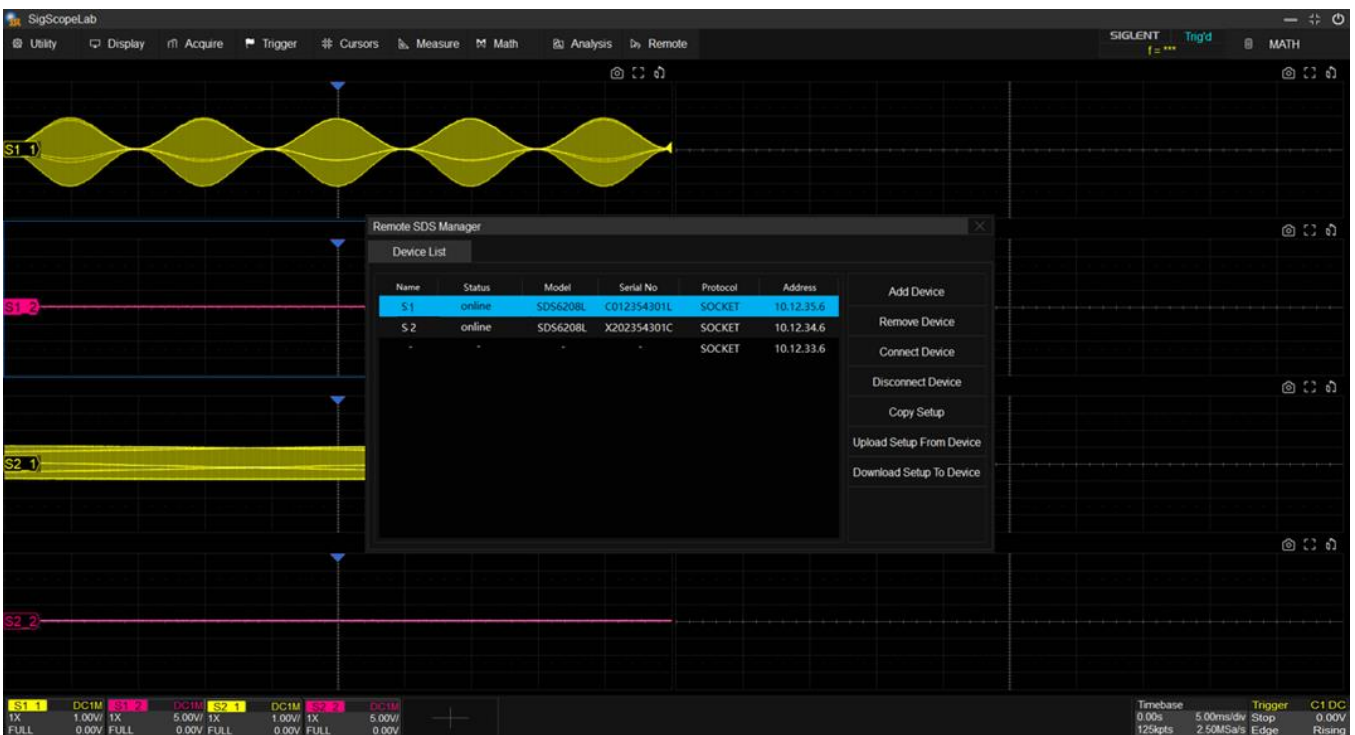 SigScopeLab
Utility Display Acquire Trigger Cursors Measure Math Analysis Remote SIGLENT Trig'd MATH
f = ***
S1_1
Remote SDS Manager
Device List
Name Status Model Serial No Protocol Address
S1 online SDS6208L C012354301L SOCKET 10.12.35.6
S2 online SDS6208L X202354301C SOCKET 10.12.34.6
- - - - SOCKET 10.12.33.6
Add Device
Remove Device
Connect Device
Disconnect Device
Copy Setup
Upload Setup From Device
Download Setup To Device
S1_2
S2_1
S2_2
S1_1 DC1M S1_2 DC1M S2_1 DC1M S2_2 DC1M Timebase Trigger C1 DC
1X 1.00V/ 1X 5.00V/ 1X 1.00V/ 1X 5.00V/ 0.00s 5.00ms/div Stop 0.00V
FULL 0.00V FULL 0.00V FULL 0.00V FULL 0.00V 125kpts 2.50MSa/s Edge Rising